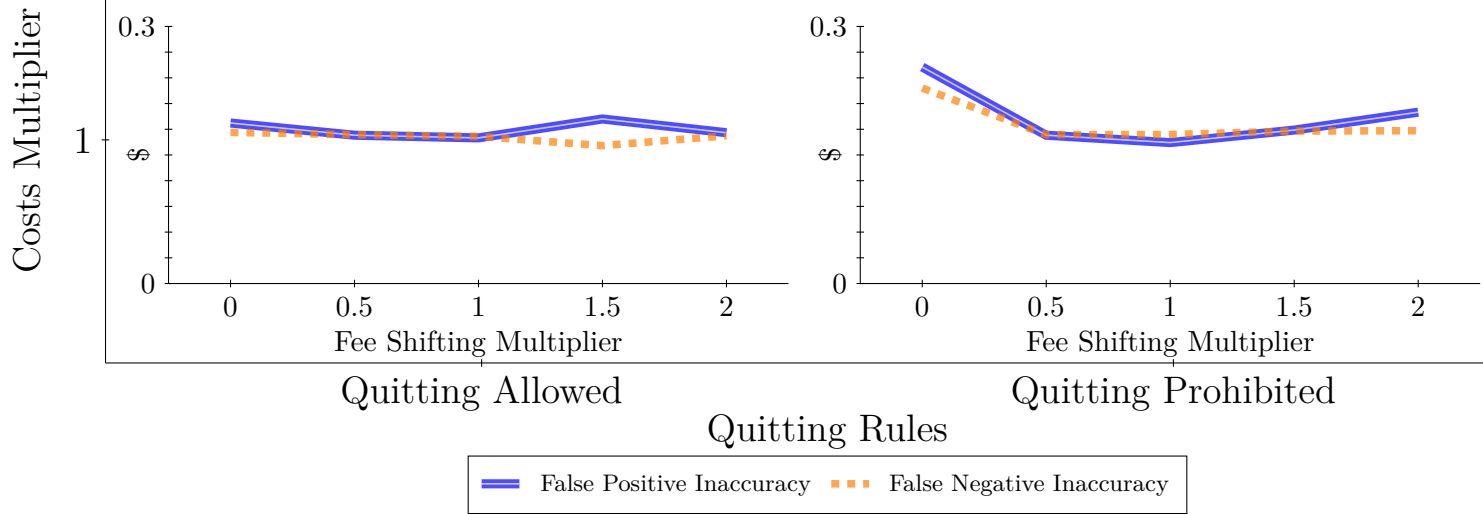 Costs Multiplier
1
0.3
$
0
0 0.5 1 1.5 2
Fee Shifting Multiplier
0.3
$
0
0 0.5 1 1.5 2
Fee Shifting Multiplier
Quitting Allowed
Quitting Prohibited
Quitting Rules
False Positive Inaccuracy
False Negative Inaccuracy